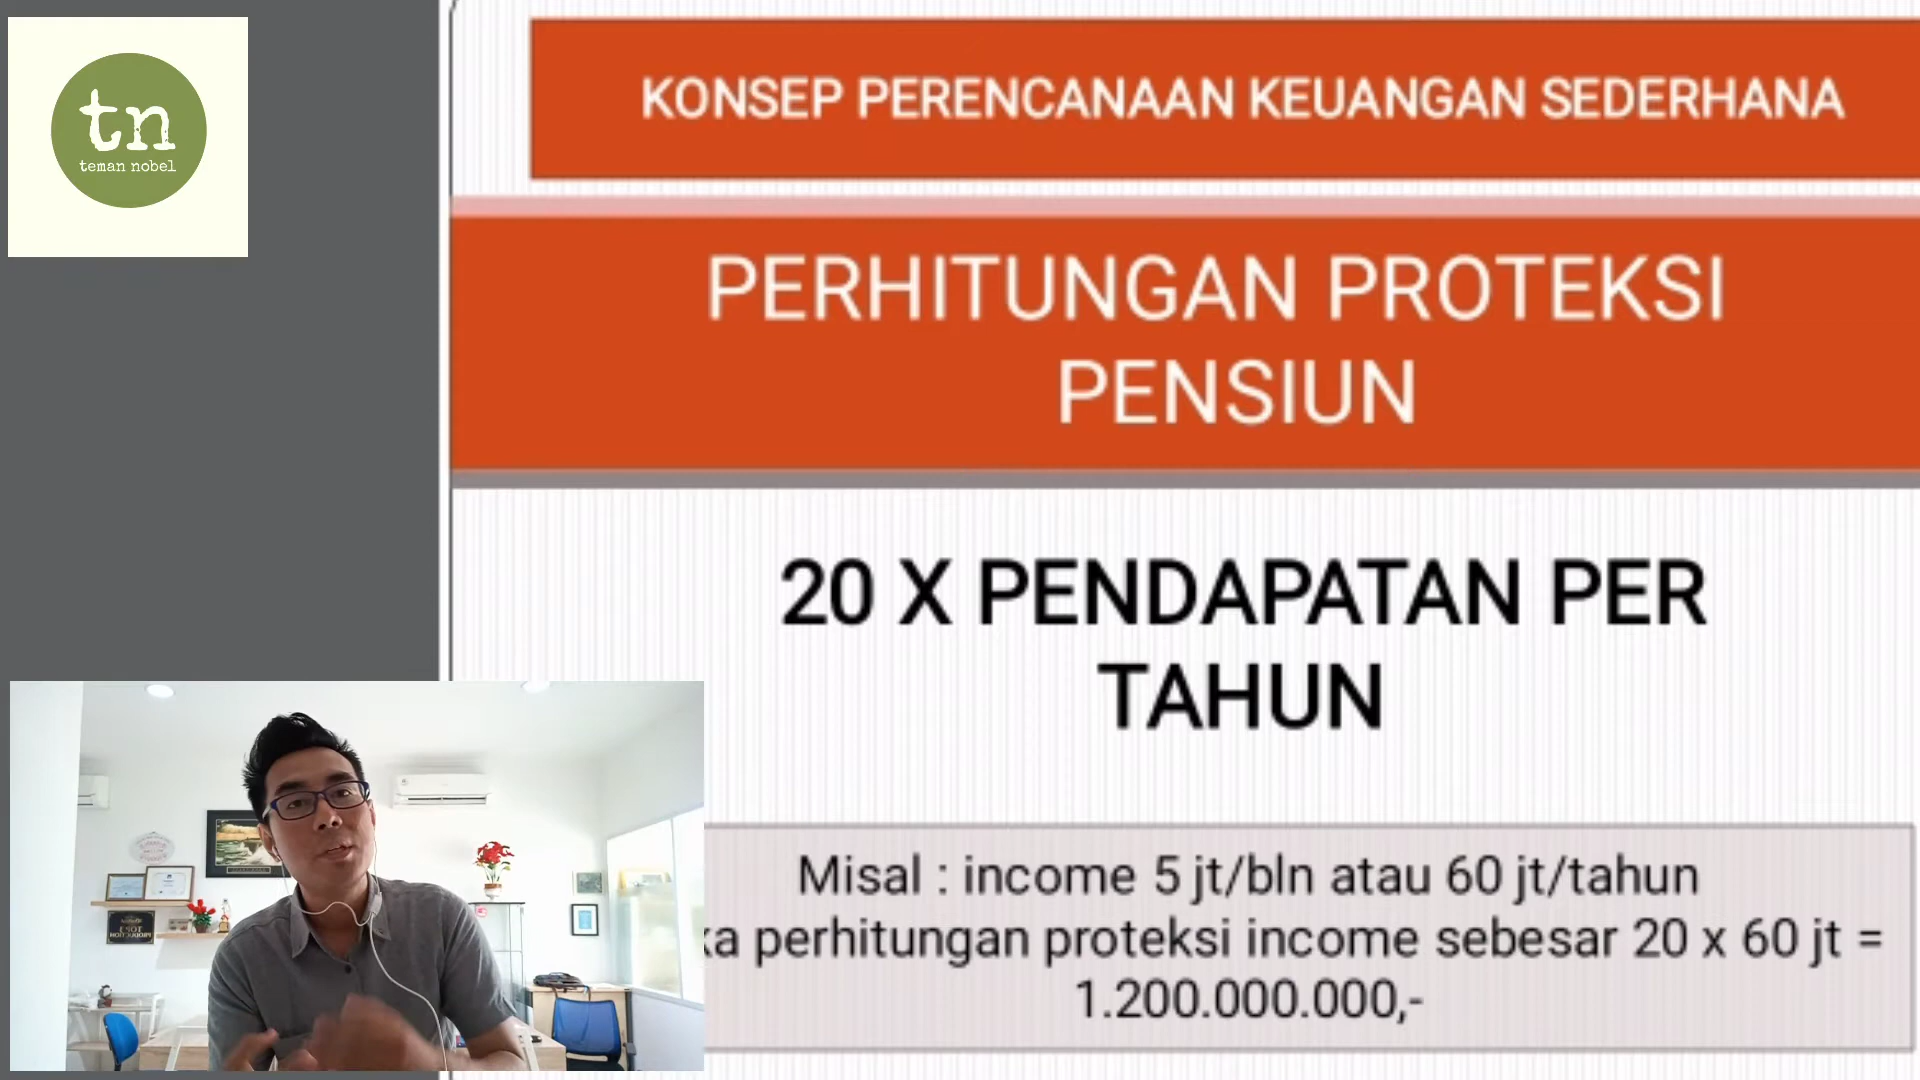 tn
teman nobel
KONSEP PERENCANAAN KEUANGAN SEDERHANA
PERHITUNGAN PROTEKSI
PENSIUN
20 X PENDAPATAN PER
TAHUN
Misal : income 5 jt/bln atau 60 jt/tahun
perhitungan proteksi income sebesar 20 x 60 jt =
1.200.000.000,-